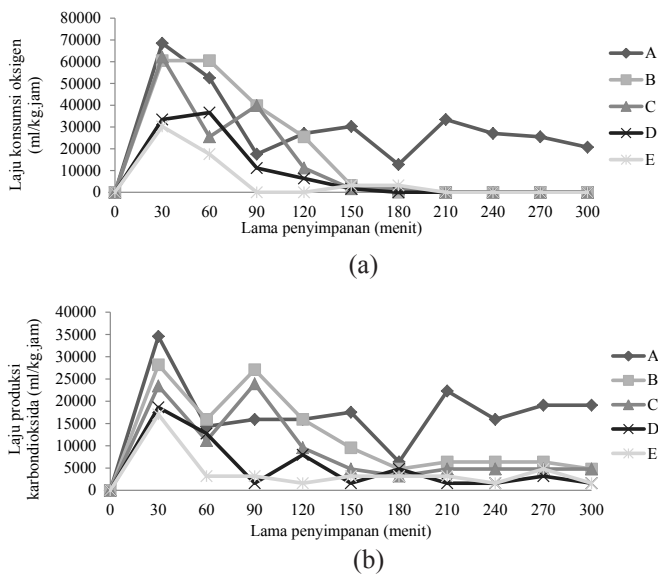 Laju konsumsi oksigen
(ml/kg.jam)
80000
70000
60000
50000
40000
30000
20000
10000
0
0 30 60 90 120 150 180 210 240 270 300
Lama penyimpanan (menit)
A
B
C
D
E
(a)
Laju produksi
karbondioksida (ml/kg.jam)
40000
35000
30000
25000
20000
15000
10000
5000
0
0 30 60 90 120 150 180 210 240 270 300
Lama penyimpanan (menit)
A
B
C
D
E
(b)